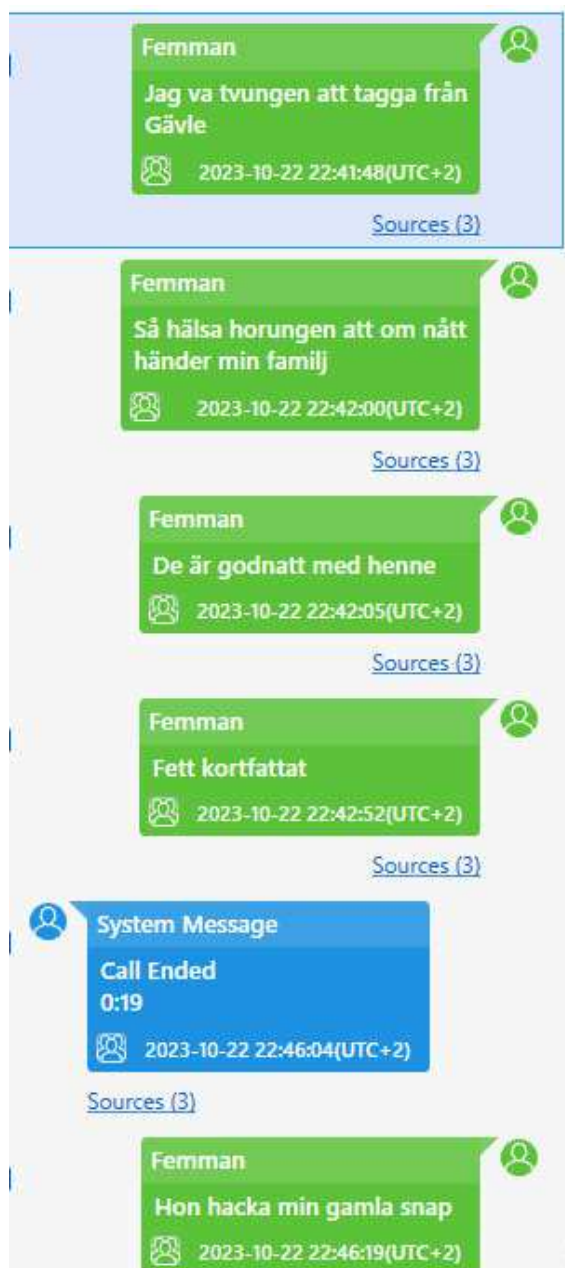 Femman
Jag va tvungen att tagga från
Gävle
2023-10-22 22:41:48(UTC+2)
Sources (3)
Femman
Så hälsa horungen att om nått
händer min familj
2023-10-22 22:42:00(UTC+2)
Sources (3)
Femman
De är godnatt med henne
2023-10-22 22:42:05(UTC+2)
Sources (3)
Femman
Fett kortfattat
2023-10-22 22:42:52(UTC+2)
Sources (3)
System Message
Call Ended
0:19
2023-10-22 22:46:04(UTC+2)
Sources (3)
Femman
Hon hacka min gamla snap
2023-10-22 22:46:19(UTC+2)